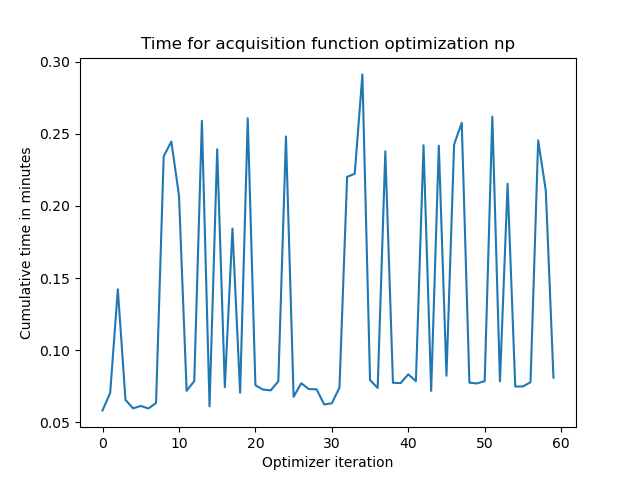 Time for acquisition function optimization np
Cumulative time in minutes
0.30
0.25
0.20
0.15
0.10
0.05
0 10 20 30 40 50 60
Optimizer iteration